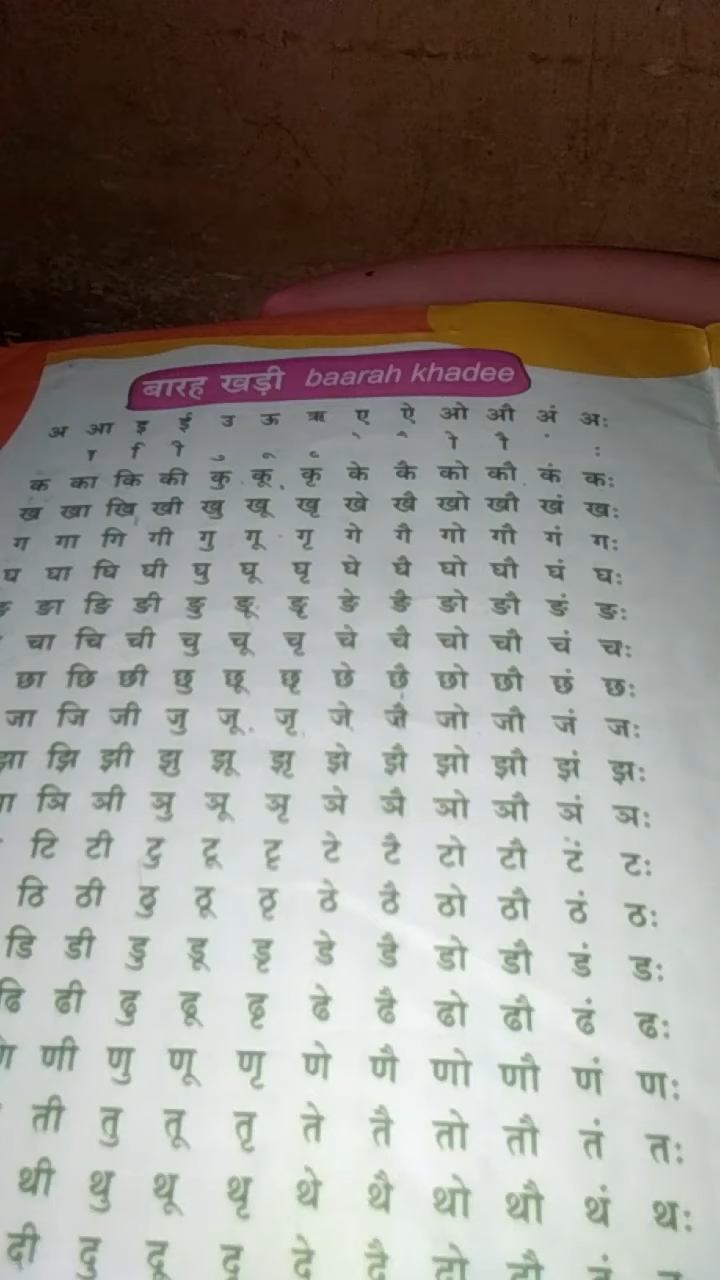 बारह खड़ी baarah khadee
अ आ इ ई उ ऊ ऋ ए ऐ ओ औ अं अः
ा ि ी ु ू ृ े ै ो ौ ं ः
क का कि की कु कू कृ के कै को कौ कं कः
ख खा खि खी खु खू खृ खे खै खो खौ खं खः
ग गा गि गी गु गू गृ गे गै गो गौ गं गः
घ घा घि घी घु घू घृ घे घै घो घौ घं घः
ङ ङा ङि ङी ङु ङू ङृ ङे ङै ङो ङौ ङं ङः
चा चि ची चु चू चृ चे चै चो चौ चं चः
छा छि छी छु छू छृ छे छै छो छौ छं छः
जा जि जी जु जू जृ जे जै जो जौ जं जः
झा झि झी झु झू झृ झे झै झो झौ झं झः
ञि ञी ञु ञू ञृ ञे ञै ञो ञौ ञं ञः
टि टी टु टू टृ टे टै टो टौ टं टः
ठि ठी ठु ठू ठृ ठे ठै ठो ठौ ठं ठः
डि डी डु डू डृ डे डै डो डौ डं डः
ढि ढी ढु ढू ढृ ढे ढै ढो ढौ ढं ढः
णी णु णू णृ णे णै णो णौ णं णः
ती तु तू तृ ते तै तो तौ तं तः
थी थु थू थृ थे थै थो थौ थं थः
दी दु दू दृ दे दै दो दौ